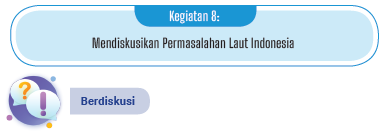 Kegiatan 8:
Mendiskusikan Permasalahan Laut Indonesia
? !
Berdiskusi